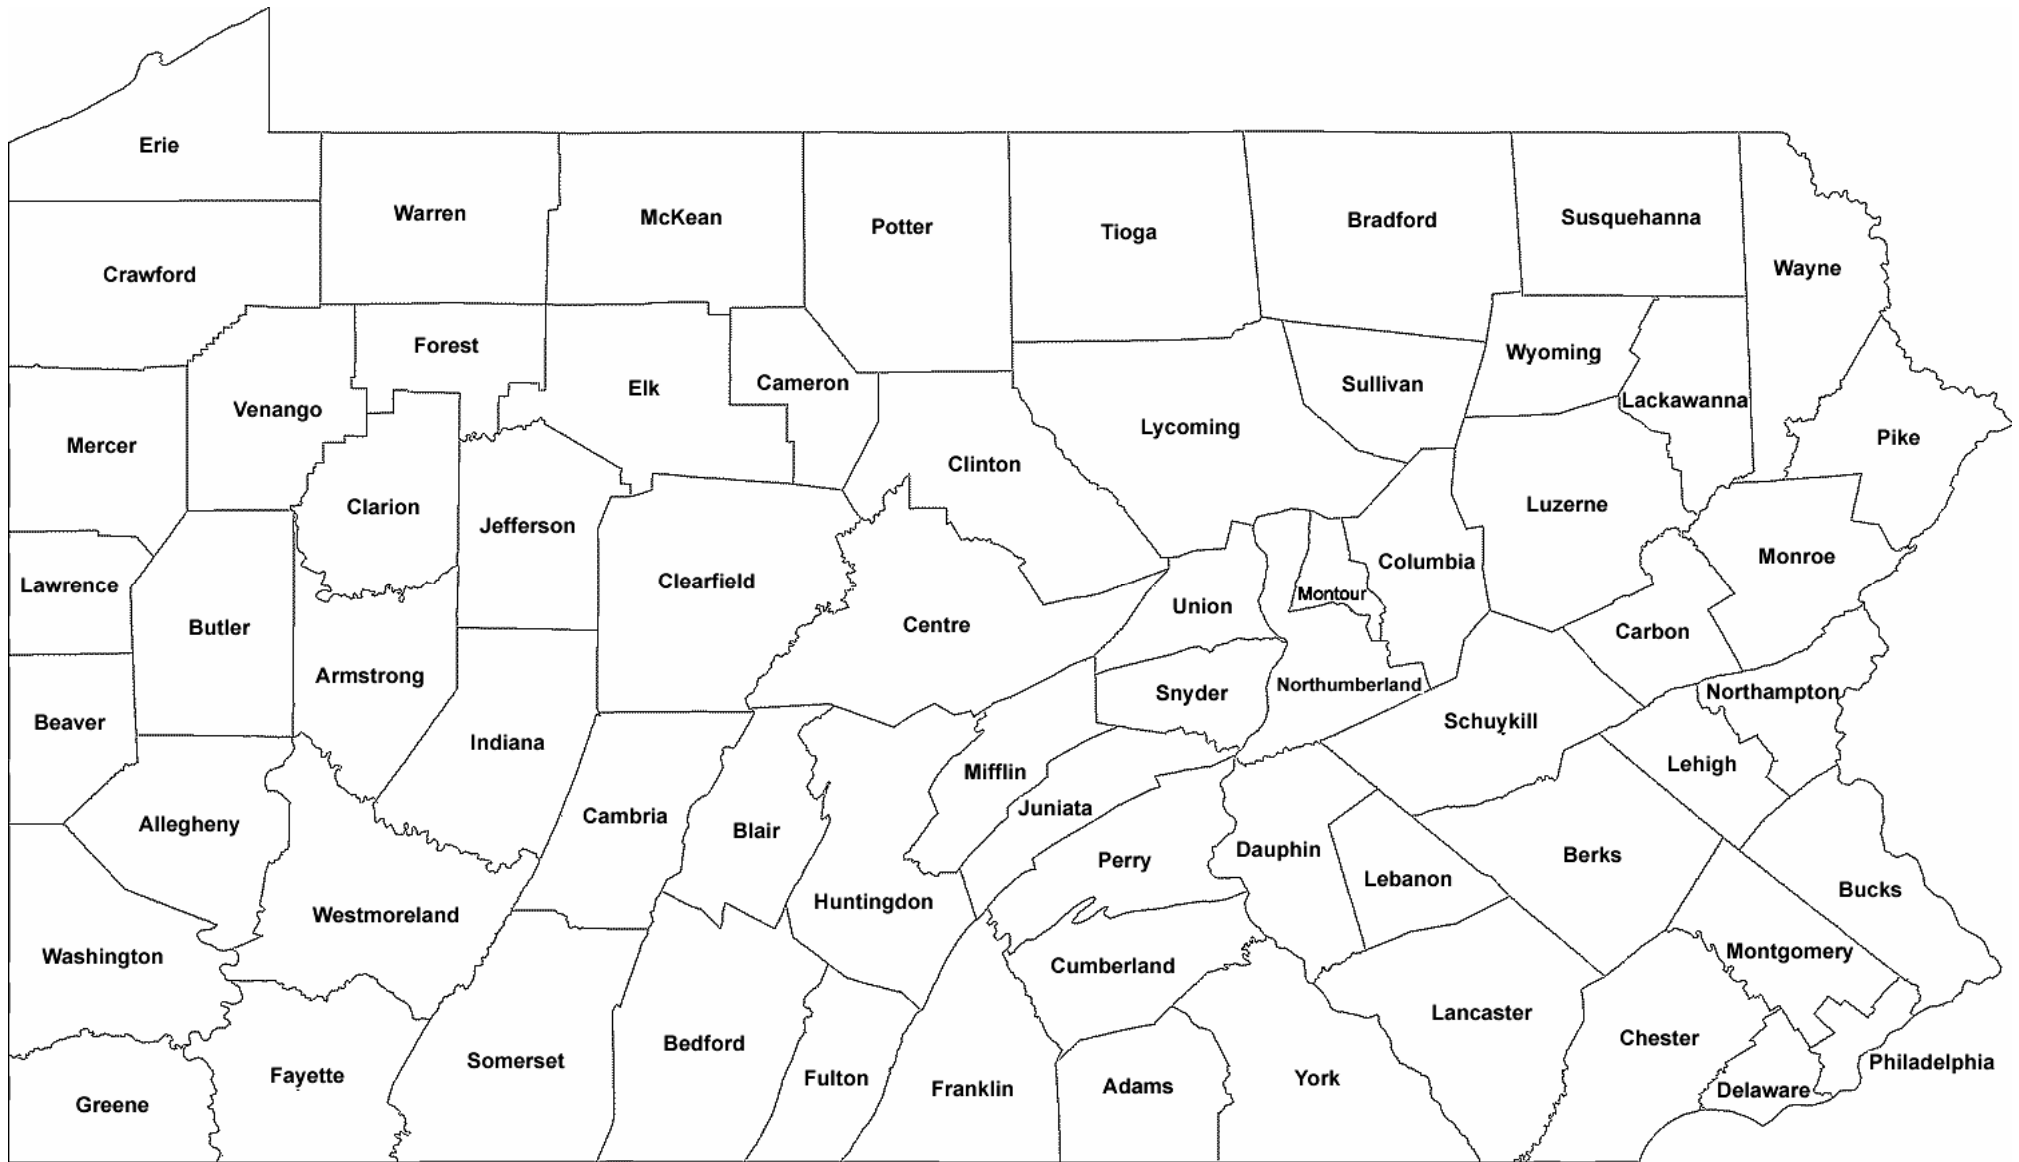 Erie
Warren
McKean
Potter
Tioga
Bradford
Susquehanna
Wayne
Crawford
Forest
Elk
Cameron
Wyoming
Sullivan
Lackawanna
Venango
Mercer
Lycoming
Pike
Clinton
Clarion
Jefferson
Luzerne
Monroe
Columbia
Lawrence
Clearfield
Montour
Union
Butler
Centre
Carbon
Armstrong
Snyder
Northumberland
Northampton
Beaver
Schuykill
Indiana
Lehigh
Mifflin
Juniata
Allegheny
Cambria
Blair
Perry
Dauphin
Berks
Lebanon
Bucks
Huntingdon
Westmoreland
Washington
Cumberland
Montgomery
Lancaster
Chester
Bedford
Somerset
Philadelphia
Fayette
Fulton
Franklin
Adams
York
Delaware
Greene